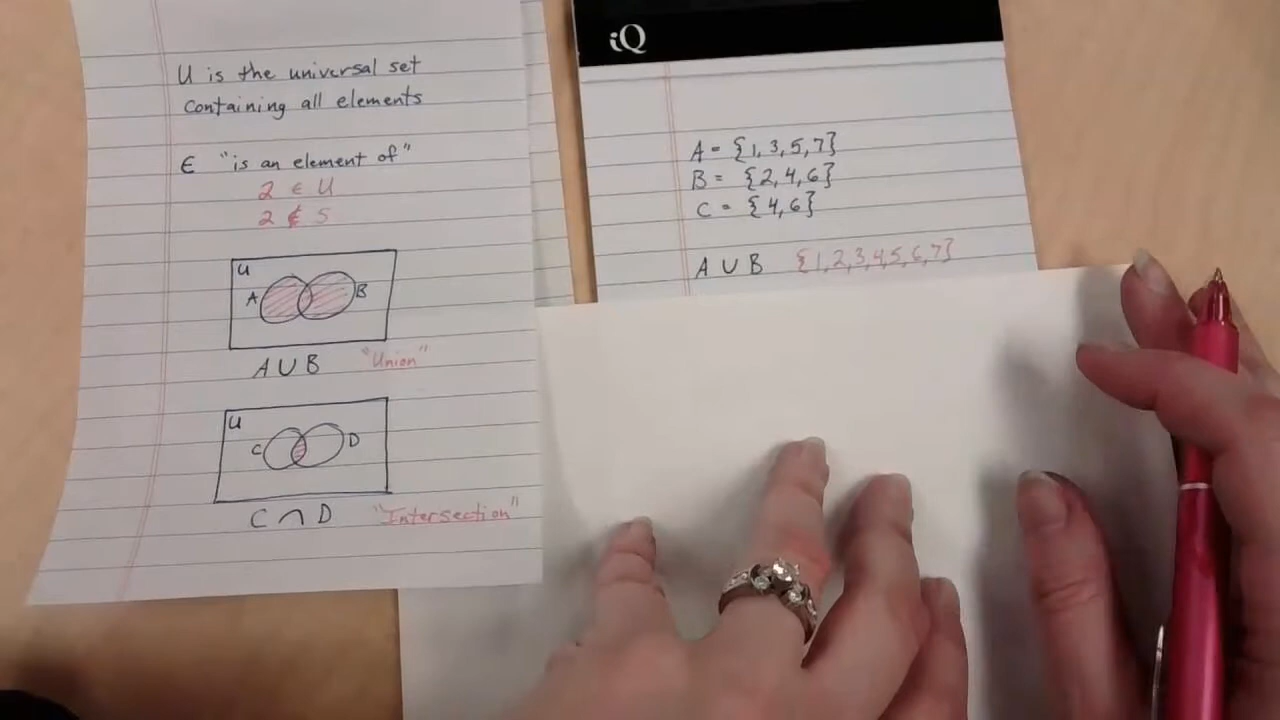 U is the universal set
containing all elements
∈ "is an element of"
2 ∈ U
2 ∉ S
U
A
B
A ∪ B "Union"
U
C
D
C ∩ D "Intersection"
iQ
A = {1, 3, 5, 7}
B = {2, 4, 6}
C = {4, 6}
A ∪ B {1, 2, 3, 4, 5, 6, 7}